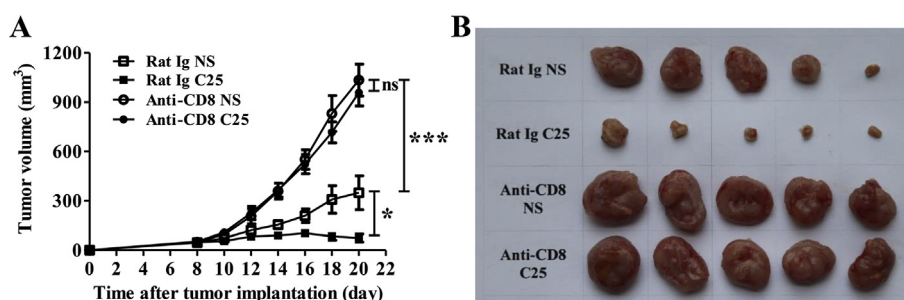 A
Tumor volume (mm³)
1200
900
600
300
0
Rat Ig NS
Rat Ig C25
Anti-CD8 NS
Anti-CD8 C25
ns
***
*
0 2 4 6 8 10 12 14 16 18 20 22
Time after tumor implantation (day)
B
Rat Ig NS
Rat Ig C25
Anti-CD8
NS
Anti-CD8
C25